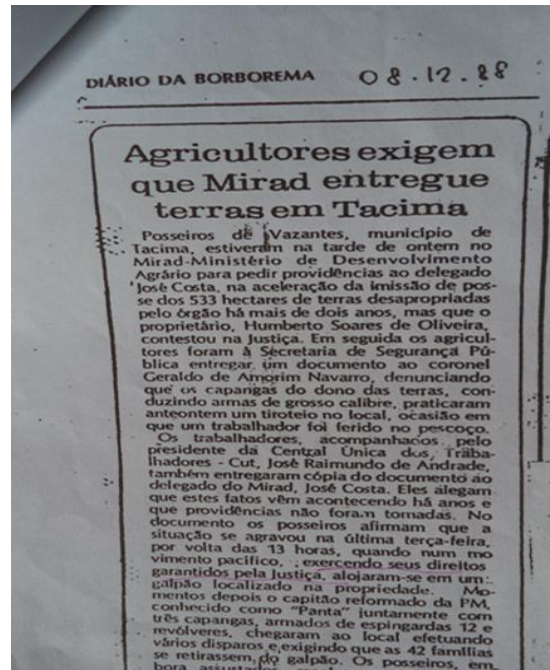 DIÁRIO DA BORBOREMA 08.12.88
Agricultores exigem
que Mirad entregue
terras em Tacima
Posseiros de Vazantes, município de
Tacima, estiveram na tarde de ontem no
Mirad-Ministério de Desenvolvimento
Agrário para pedir providências ao delegado
José Costa, na aceleração da imissão de pos-
se dos 533 hectares de terras desapropriadas
pelo órgão há mais de dois anos, mas que o
proprietário, Humberto Soares de Oliveira,
contestou na Justiça. Em seguida os agricul-
tores foram à Secretaria de Segurança Pú-
blica entregar um documento ao coronel
Geraldo de Amorim Navarro, denunciando
que os capangas do dono das terras, con-
duzindo armas de grosso calibre, praticaram
anteontem um tiroteio no local, ocasião em
que um trabalhador foi ferido no pescoço.
Os trabalhadores, acompanhados pelo
presidente da Central Única dos Traba-
lhadores - Cut, José Raimundo de Andrade,
também entregaram cópia do documento ao
delegado do Mirad, José Costa. Eles alegam
que estes fatos vêm acontecendo há anos e
que providências não foram tomadas. No
documento os posseiros afirmam que a
situação se agravou na última terça-feira,
por volta das 13 horas, quando num mo
vimento pacífico, exercendo seus direitos
garantidos pela Justiça, alojaram-se em um
galpão localizado na propriedade. Mo-
mentos depois o capitão reformado da PM,
conhecido como "Panta" juntamente com
três capangas, armados de espingardas 12 e
revólveres, chegaram ao local efetuando
vários disparos e exigindo que as 42 famílias
se retirassem do galpão. Os posseiros, em
bora